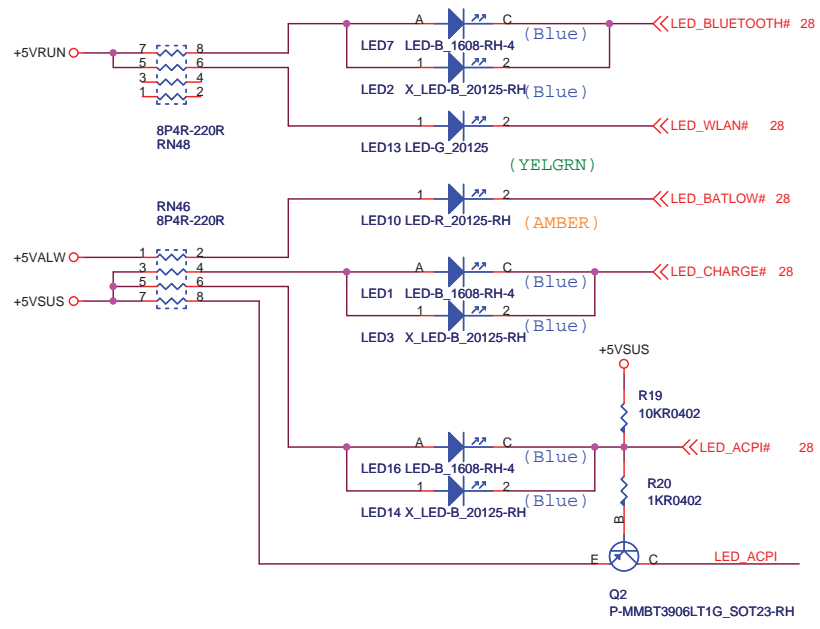 A C LED_BLUETOOTH# 28
(Blue)
+5VRUN 7 8 LED7 LED-B_1608-RH-4
5 6 1 2
3 4 LED2 X_LED-B_20125-RH (Blue)
1 2
8P4R-220R
RN48
1 2 LED_WLAN# 28
LED13 LED-G_20125
(YELGRN)
RN46
8P4R-220R
1 2 LED_BATLOW# 28
LED10 LED-R_20125-RH (AMBER)
+5VALW 1 2
3 4 A C LED_CHARGE# 28
5 6 (Blue)
+5VSUS 7 8 LED1 LED-B_1608-RH-4
1 2
LED3 X_LED-B_20125-RH (Blue)
+5VSUS
R19
10KR0402
A C LED_ACPI# 28
(Blue)
LED16 LED-B_1608-RH-4
1 2
LED14 X_LED-B_20125-RH (Blue)
R20
1KR0402
B
E C LED_ACPI
Q2
P-MMBT3906LT1G_SOT23-RH